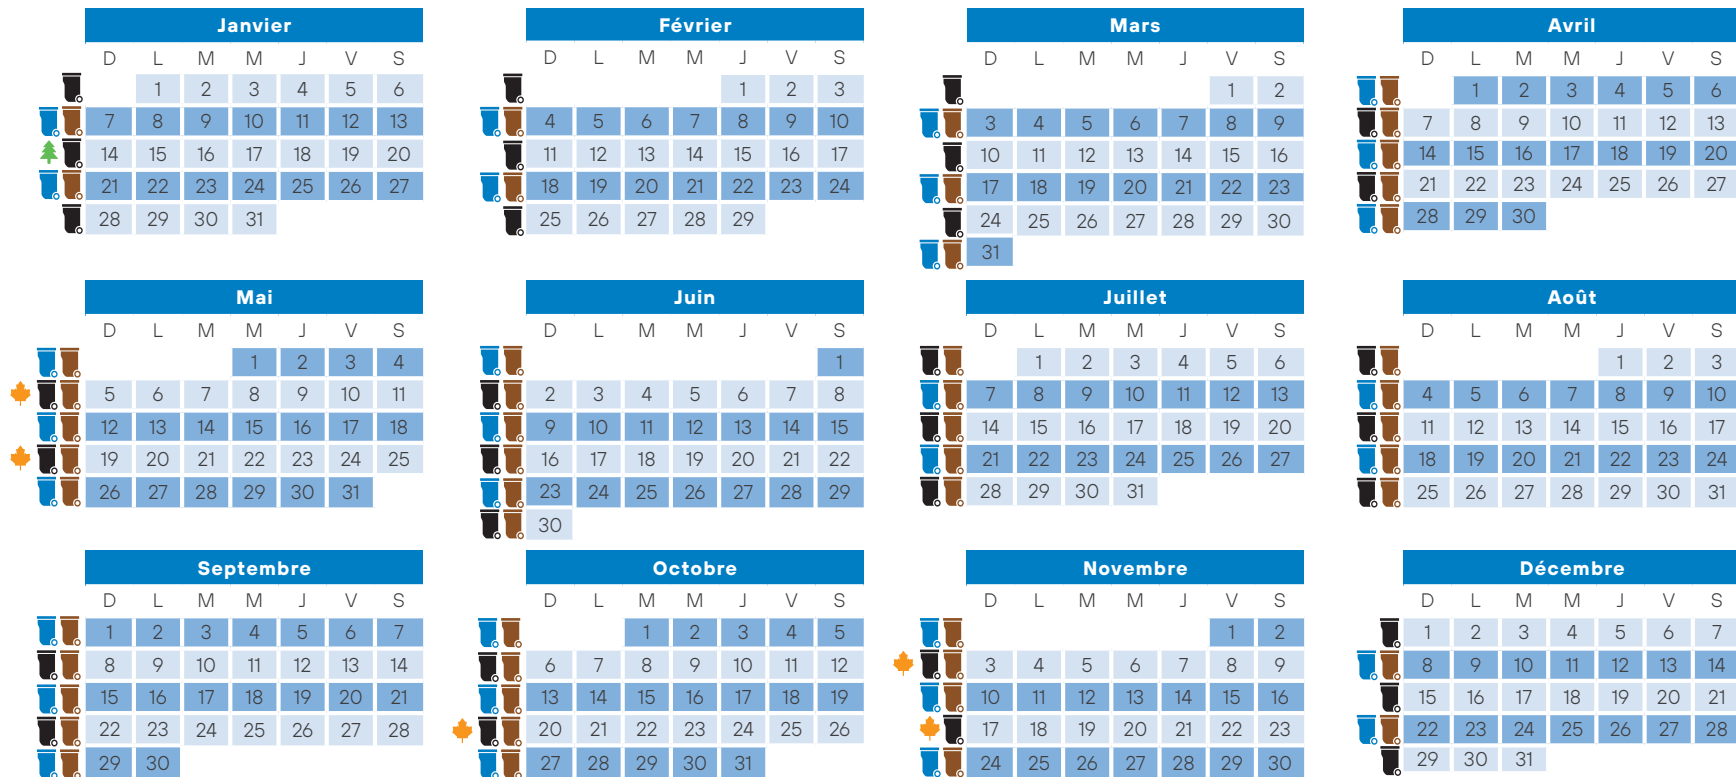 Janvier Février Mars Avril
D L M M J V S D L M M J V S D L M M J V S D L M M J V S
1 2 3 4 5 6 1 2 3 1 2 1 2 3 4 5 6
7 8 9 10 11 12 13 4 5 6 7 8 9 10 3 4 5 6 7 8 9 7 8 9 10 11 12 13
14 15 16 17 18 19 20 11 12 13 14 15 16 17 10 11 12 13 14 15 16 14 15 16 17 18 19 20
21 22 23 24 25 26 27 18 19 20 21 22 23 24 17 18 19 20 21 22 23 21 22 23 24 25 26 27
28 29 30 31 25 26 27 28 29 24 25 26 27 28 29 30 28 29 30
31
Mai Juin Juillet Août
D L M M J V S D L M M J V S D L M M J V S D L M M J V S
1 2 3 4 1 1 2 3 4 5 6 1 2 3
5 6 7 8 9 10 11 2 3 4 5 6 7 8 7 8 9 10 11 12 13 4 5 6 7 8 9 10
12 13 14 15 16 17 18 9 10 11 12 13 14 15 14 15 16 17 18 19 20 11 12 13 14 15 16 17
19 20 21 22 23 24 25 16 17 18 19 20 21 22 21 22 23 24 25 26 27 18 19 20 21 22 23 24
26 27 28 29 30 31 23 24 25 26 27 28 29 28 29 30 31 25 26 27 28 29 30 31
30
Septembre Octobre Novembre Décembre
D L M M J V S D L M M J V S D L M M J V S D L M M J V S
1 2 3 4 5 6 7 1 2 3 4 5 1 2 1 2 3 4 5 6 7
8 9 10 11 12 13 14 6 7 8 9 10 11 12 3 4 5 6 7 8 9 8 9 10 11 12 13 14
15 16 17 18 19 20 21 13 14 15 16 17 18 19 10 11 12 13 14 15 16 15 16 17 18 19 20 21
22 23 24 25 26 27 28 20 21 22 23 24 25 26 17 18 19 20 21 22 23 22 23 24 25 26 27 28
29 30 27 28 29 30 31 24 25 26 27 28 29 30 29 30 31